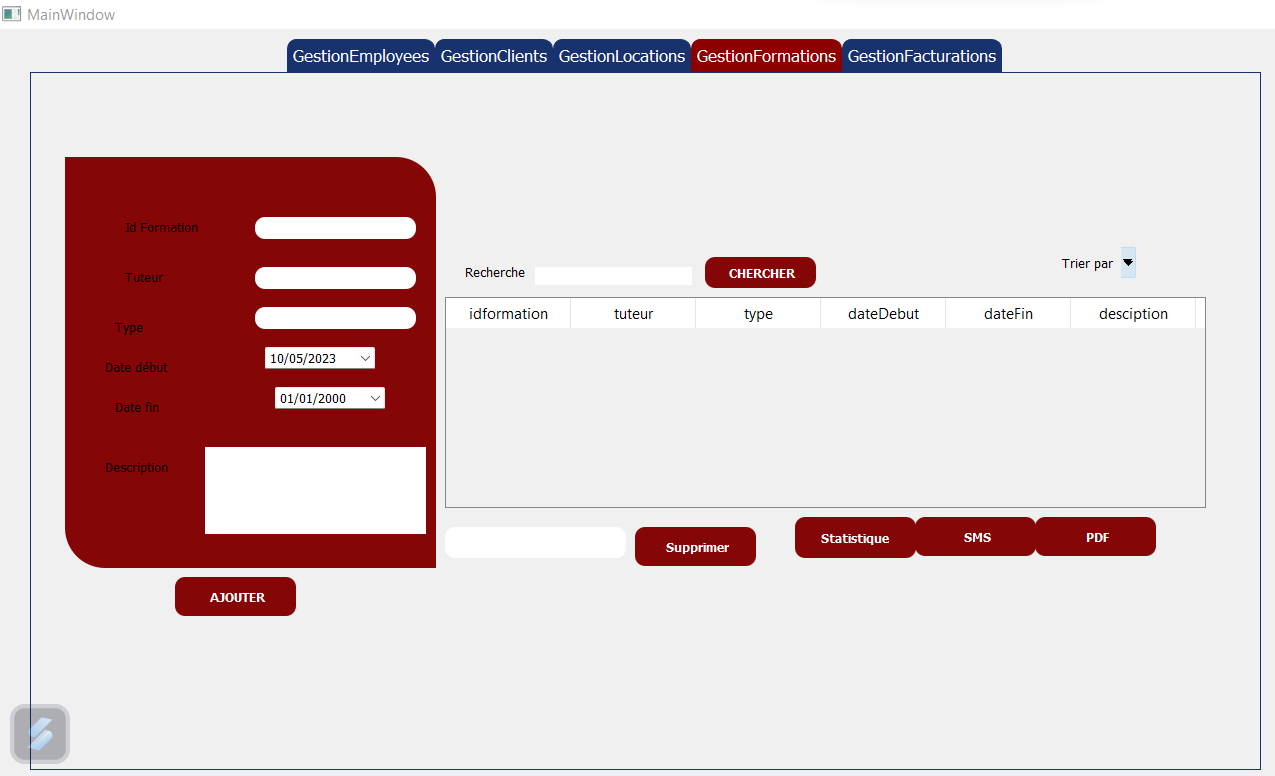 MainWindow
GestionEmployees GestionClients GestionLocations GestionFormations GestionFacturations
Id Formation
Tuteur
Type
Date début
10/05/2023
Date fin
01/01/2000
Description
AJOUTER
Recherche
CHERCHER
Trier par
idformation tuteur type dateDebut dateFin desciption
Supprimer
Statistique
SMS
PDF